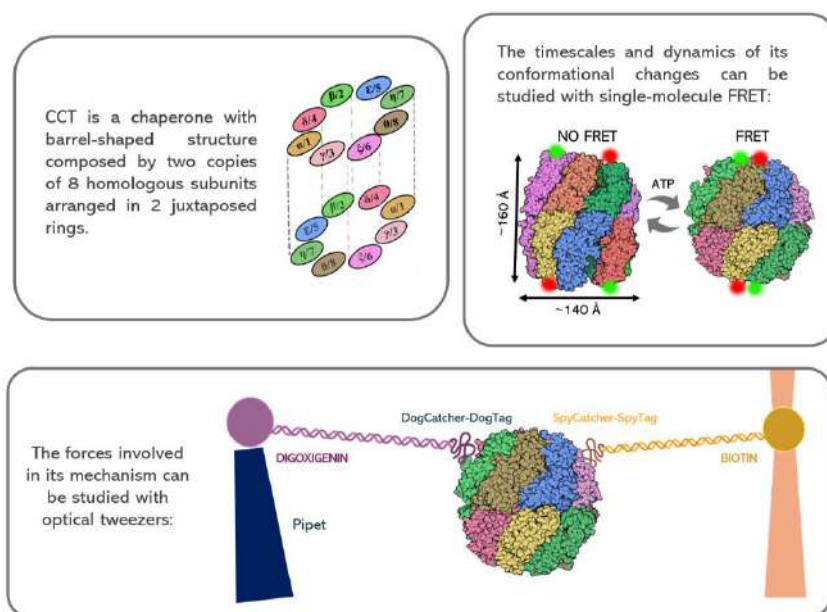 CCT is a chaperone with
barrel-shaped structure
composed by two copies
of 8 homologous subunits
arranged in 2 juxtaposed
rings.
β/2
ε/5
δ/4
η/7
α/1
θ/8
γ/3
ζ/6
β/2
δ/4
ε/5
α/1
η/7
γ/3
θ/8
ζ/6
The timescales and dynamics of its
conformational changes can be
studied with single-molecule FRET:
NO FRET
FRET
ATP
~160 Å
~140 Å
The forces involved
in its mechanism can
be studied with
optical tweezers:
DogCatcher-DogTag
SpyCatcher-SpyTag
DIGOXIGENIN
BIOTIN
Pipet